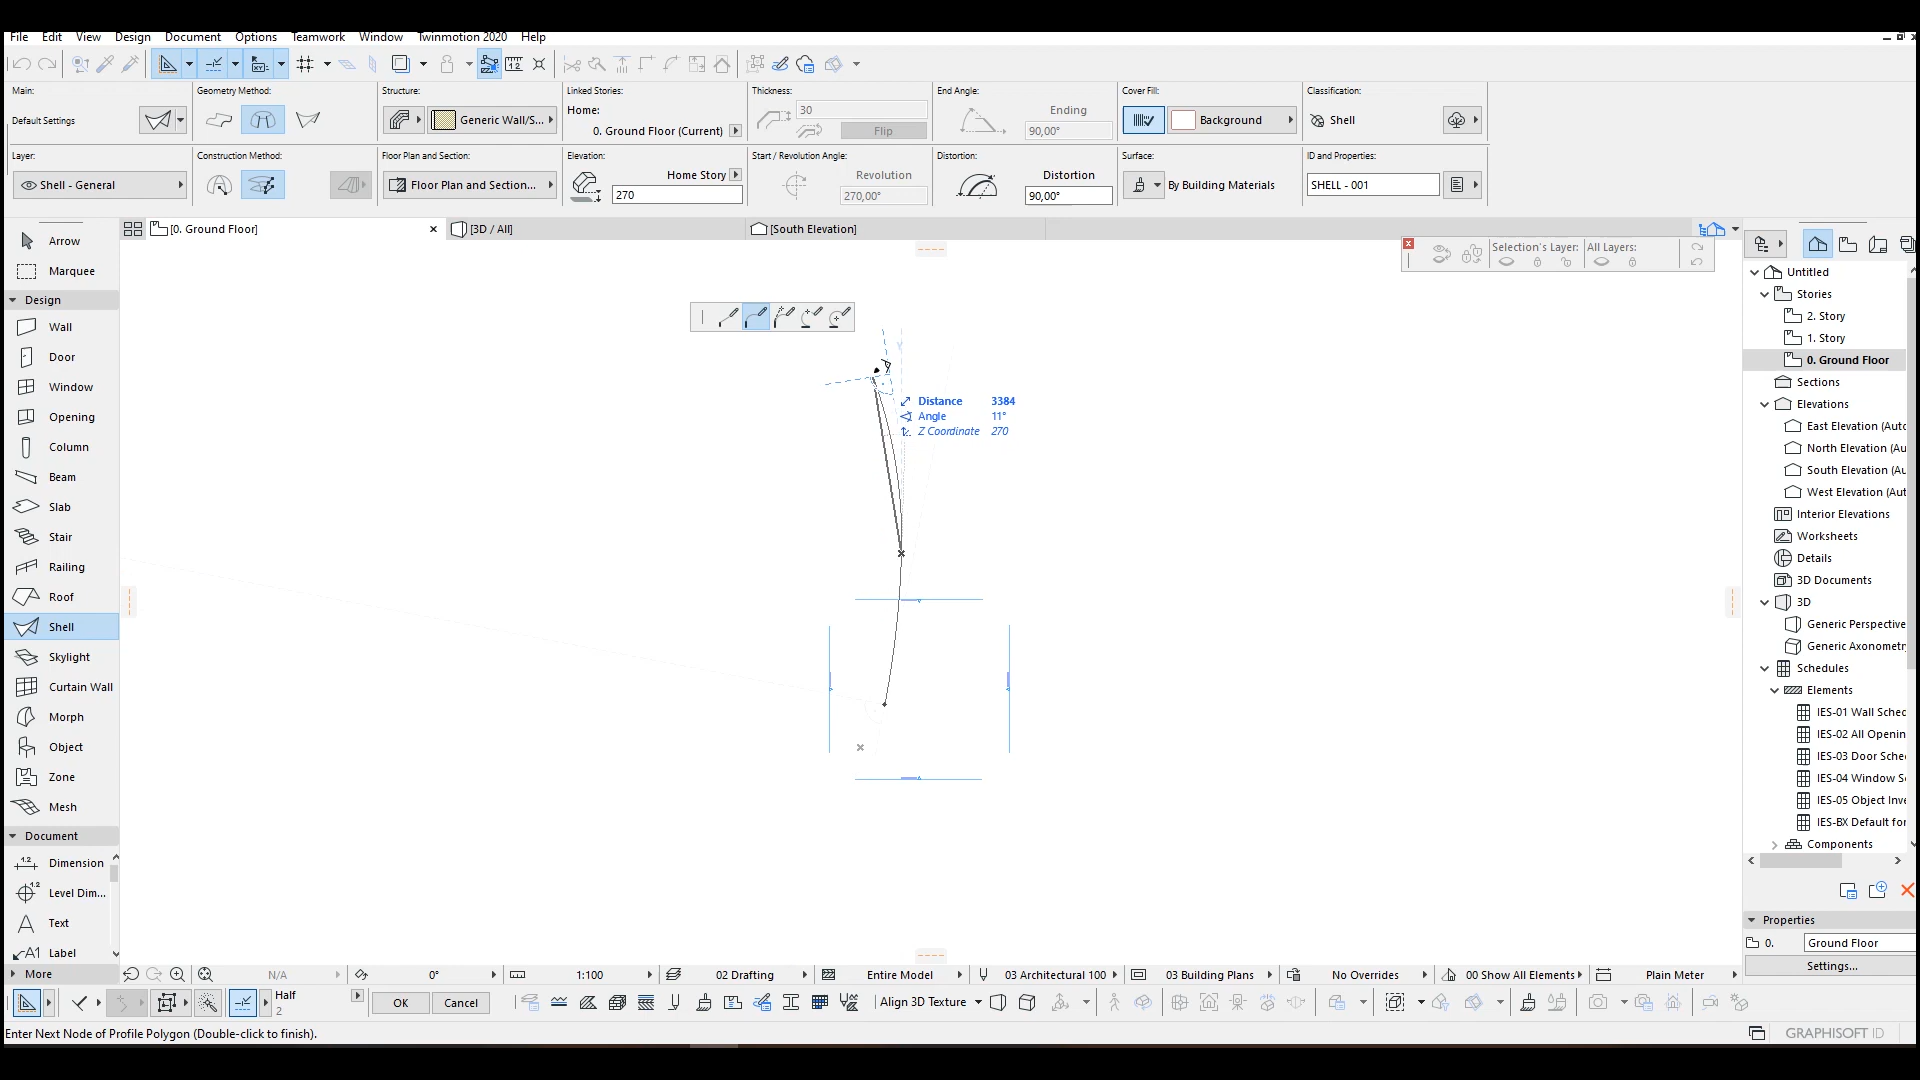 File Edit View Design Document Options Teamwork Window Twinmotion 2020 Help
Main: Geometry Method: Structure: Linked Stories: Thickness: End Angle: Cover Fill: Classification:
Default Settings Generic Wall/S... Home: 30 Ending Background Shell
0. Ground Floor (Current) Flip 90,00°
Layer: Construction Method: Floor Plan and Section: Elevation: Start / Revolution Angle: Distortion: Surface: ID and Properties:
Shell - General Floor Plan and Section... Home Story Revolution Distortion By Building Materials SHELL - 001
270 270,00° 90,00°
[0. Ground Floor] [3D / All] [South Elevation]
Selection's Layer: All Layers:
Arrow
Marquee
Design
Wall
Door
Window
Opening
Column
Beam
Slab
Stair
Railing
Roof
Shell
Skylight
Curtain Wall
Morph
Object
Zone
Mesh
Document
1.2 Dimension
1.2 Level Dim...
Text
A1 Label
More
Distance 3384
Angle 11°
Z Coordinate 270
Untitled
Stories
2. Story
1. Story
0. Ground Floor
Sections
Elevations
East Elevation (Auto
North Elevation (Au
South Elevation (Au
West Elevation (Aut
Interior Elevations
Worksheets
Details
3D Documents
3D
Generic Perspective
Generic Axonometr
Schedules
Elements
IES-01 Wall Sched
IES-02 All Openin
IES-03 Door Sche
IES-04 Window S
IES-05 Object Inve
IES-BX Default for
Components
Properties
0. Ground Floor
Settings...
N/A 0° 1:100 02 Drafting Entire Model 03 Architectural 100 03 Building Plans No Overrides 00 Show All Elements Plain Meter
Half
2
OK Cancel Align 3D Texture
Enter Next Node of Profile Polygon (Double-click to finish). GRAPHISOFT ID